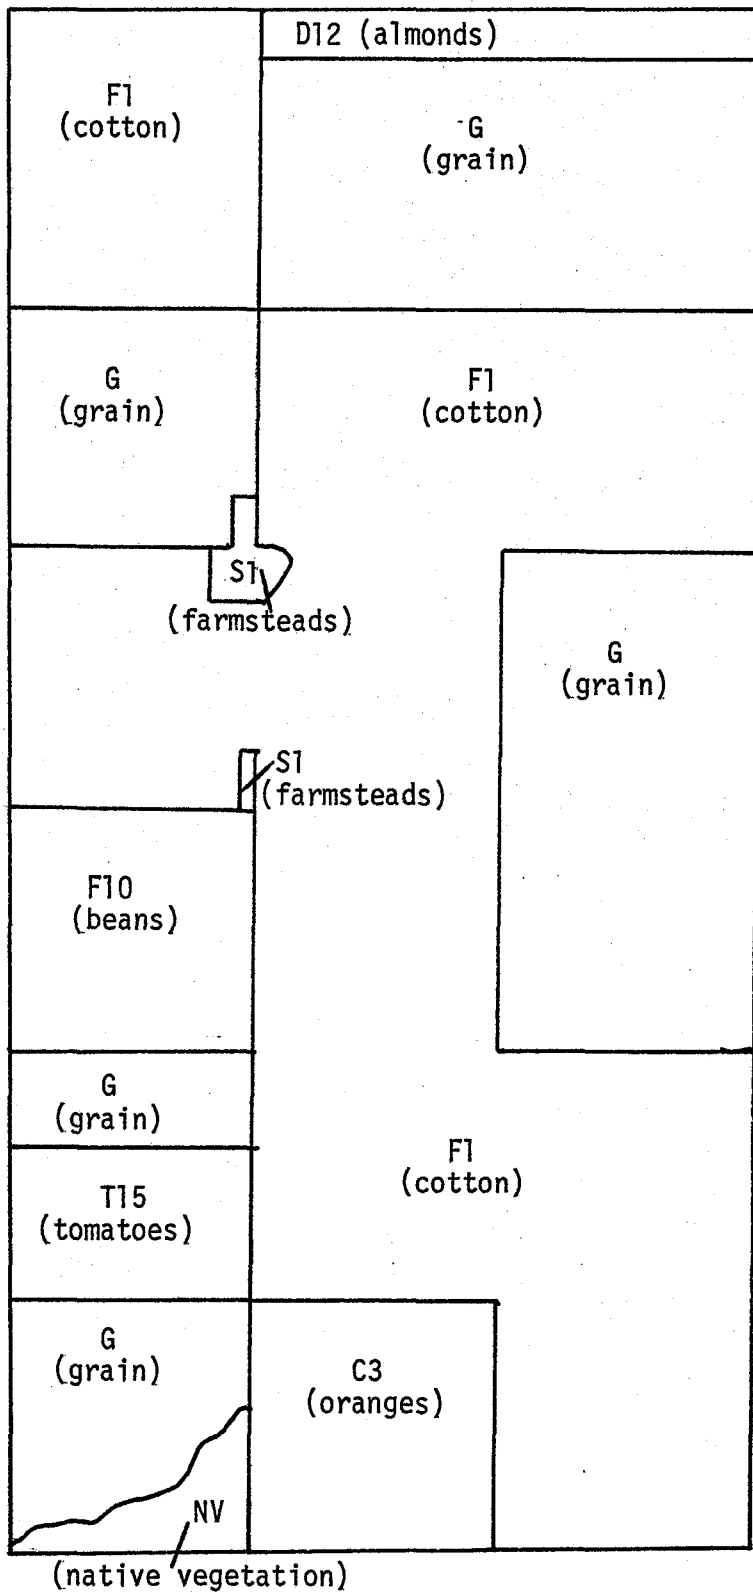 D12 (almonds)
F1
(cotton)
G
(grain)
G
(grain)
F1
(cotton)
S1
(farmsteads)
G
(grain)
S1
(farmsteads)
F10
(beans)
G
(grain)
T15
(tomatoes)
F1
(cotton)
G
(grain)
C3
(oranges)
NV
(native vegetation)